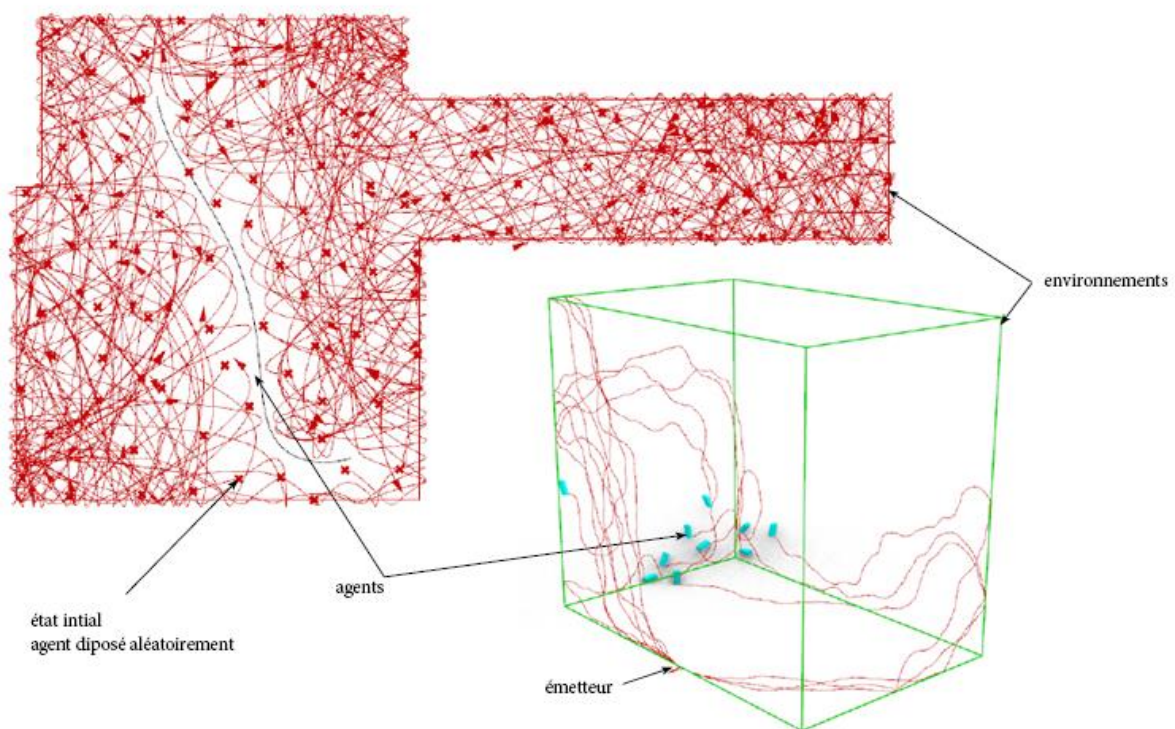 environnements
agents
état intial
agent diposé aléatoirement
émetteur